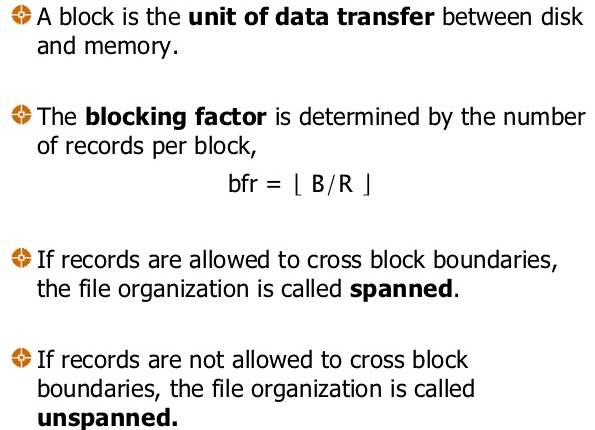 A block is the unit of data transfer between disk
and memory.
The blocking factor is determined by the number
of records per block,
bfr = ⌊ B/R ⌋
If records are allowed to cross block boundaries,
the file organization is called spanned.
If records are not allowed to cross block
boundaries, the file organization is called
unspanned.